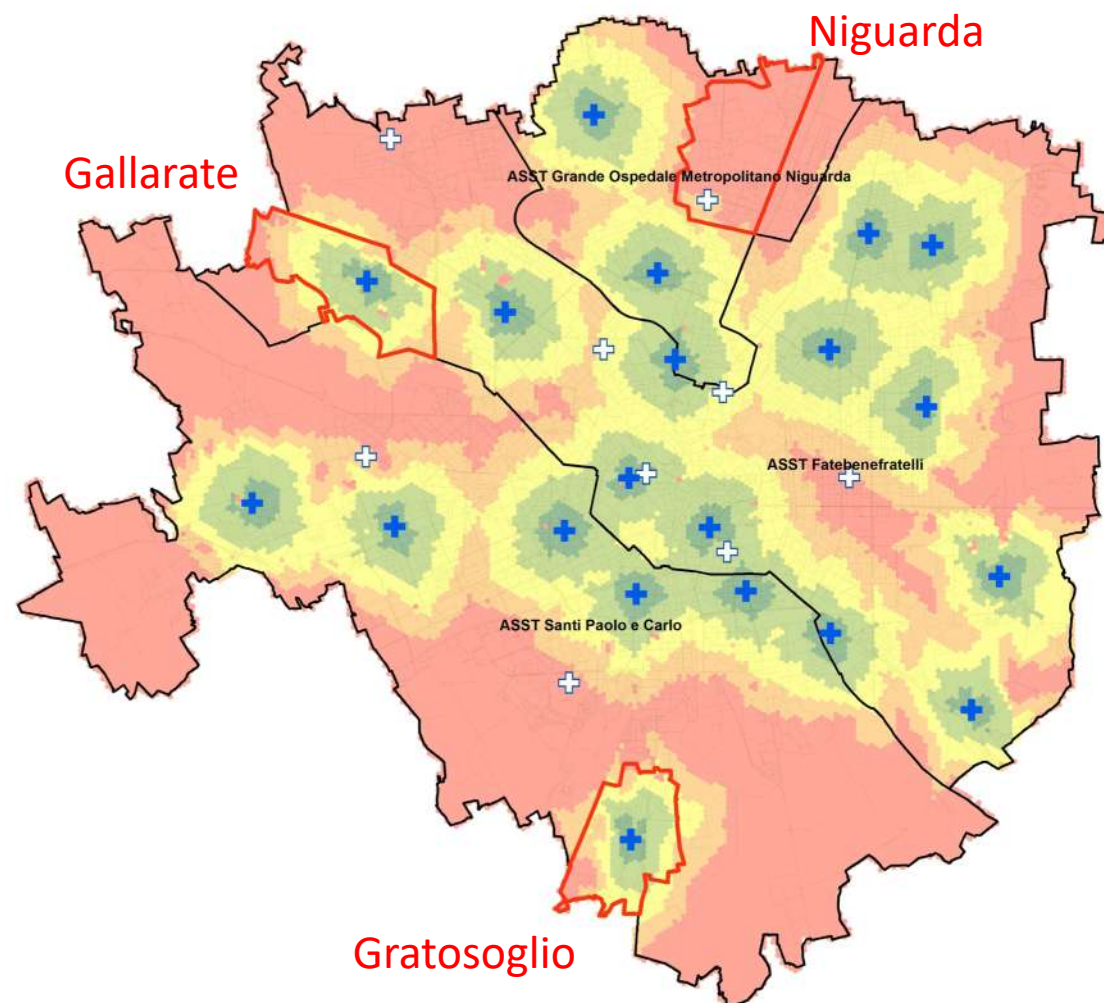 Niguarda
Gallarate
ASST Grande Ospedale Metropolitano Niguarda
ASST Fatebenefratelli
ASST Santi Paolo e Carlo
Gratosoglio